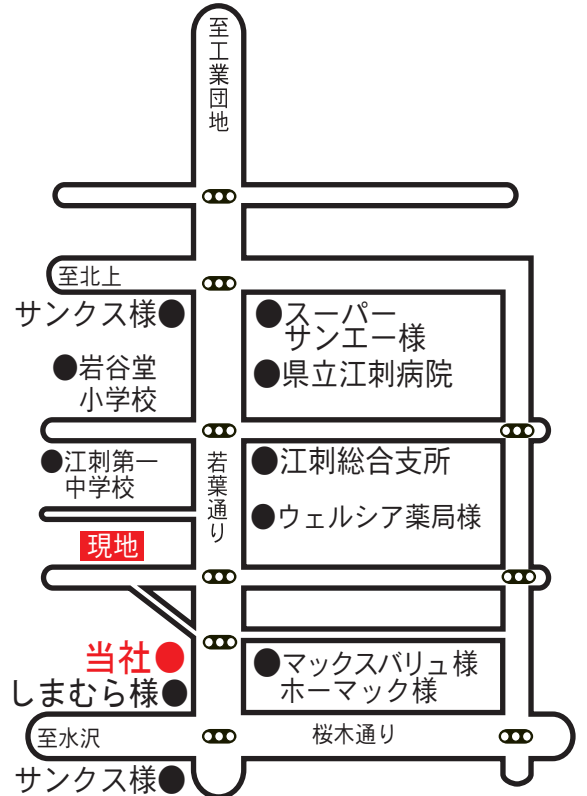 至工業団地
至北上
サンクス様
スーパー
サンエー様
岩谷堂
小学校
県立江刺病院
江刺第一
中学校
若葉通り
江刺総合支所
ウェルシア薬局様
現地
当社
しまむら様
マックスバリュ様
ホーマック様
至水沢
桜木通り
サンクス様